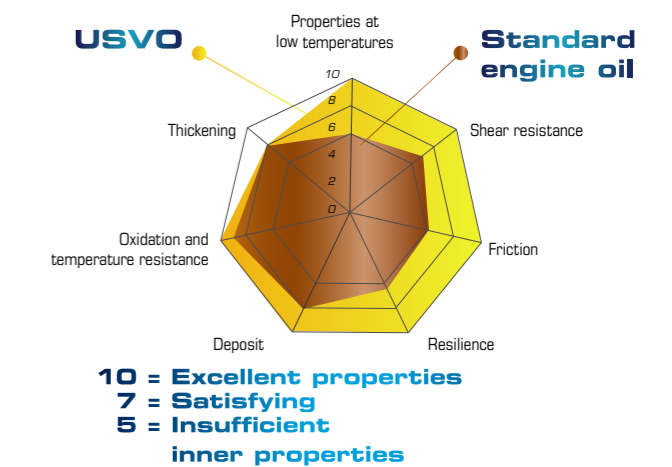 USVO
Properties at
low temperatures
Standard
engine oil
10
8
6
4
2
0
Thickening
Shear resistance
Oxidation and
temperature resistance
Friction
Deposit
Resilience
10 = Excellent properties
7 = Satisfying
5 = Insufficient
inner properties